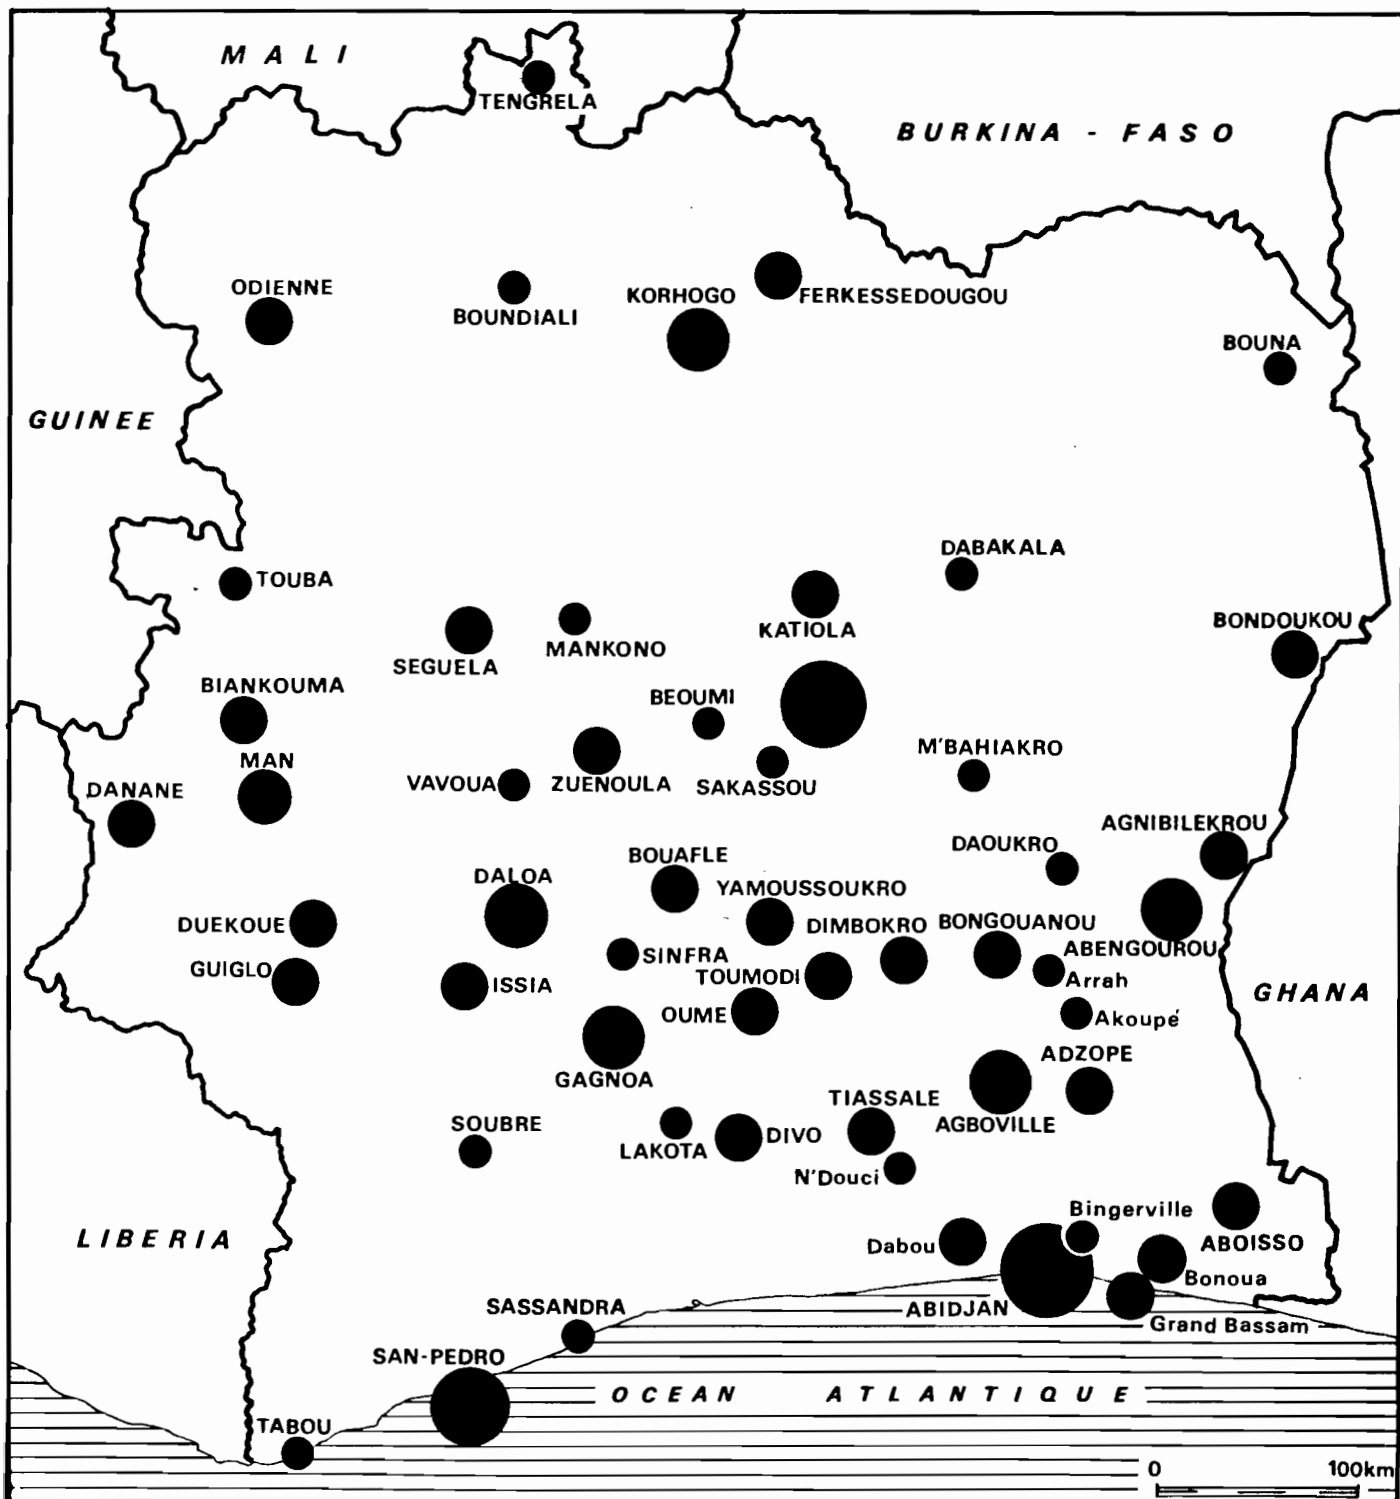 MALI
TENGRELA
BURKINA - FASO
ODIENNE
BOUNDIALI
KORHOGO
FERKESSEDOUGOU
BOUNA
GUINEE
TOUBA
DABAKALA
SEGUELA
MANKONO
KATIOLA
BONDOUKOU
BIANKOUMA
BEOUMI
MAN
DANANE
VAVOUA
ZUENOULA
SAKASSOU
M'BAHIAKRO
AGNIBILEKROU
DAOUKRO
BOUAFLE
DALOA
YAMOUSSOUKRO
DUEKOUE
DIMBOKRO
BONGOUANOU
ABENGOUROU
SINFRA
GUIGLO
ISSIA
TOUMODI
Arrah
GHANA
OUME
Akoupé
GAGNOA
ADZOPE
TIASSALE
AGBOVILLE
SOUBRE
LAKOTA
DIVO
N'Douci
LIBERIA
Bingerville
Dabou
ABOISSO
Bonoua
SASSANDRA
ABIDJAN
Grand Bassam
SAN-PEDRO
OCEAN ATLANTIQUE
TABOU
0 100km